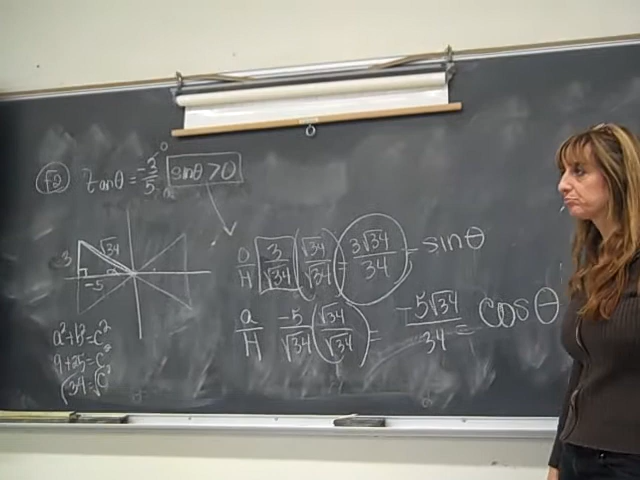 tanθ = -3/5 sinθ > 0
3 √34
-5
O/H 3/√34 (√34/√34) = 3√34/34 = sinθ
a/H -5/√34 (√34/√34) = -5√34/34 = cosθ
a²+b²=c²
9+25=c²
√34=√c²